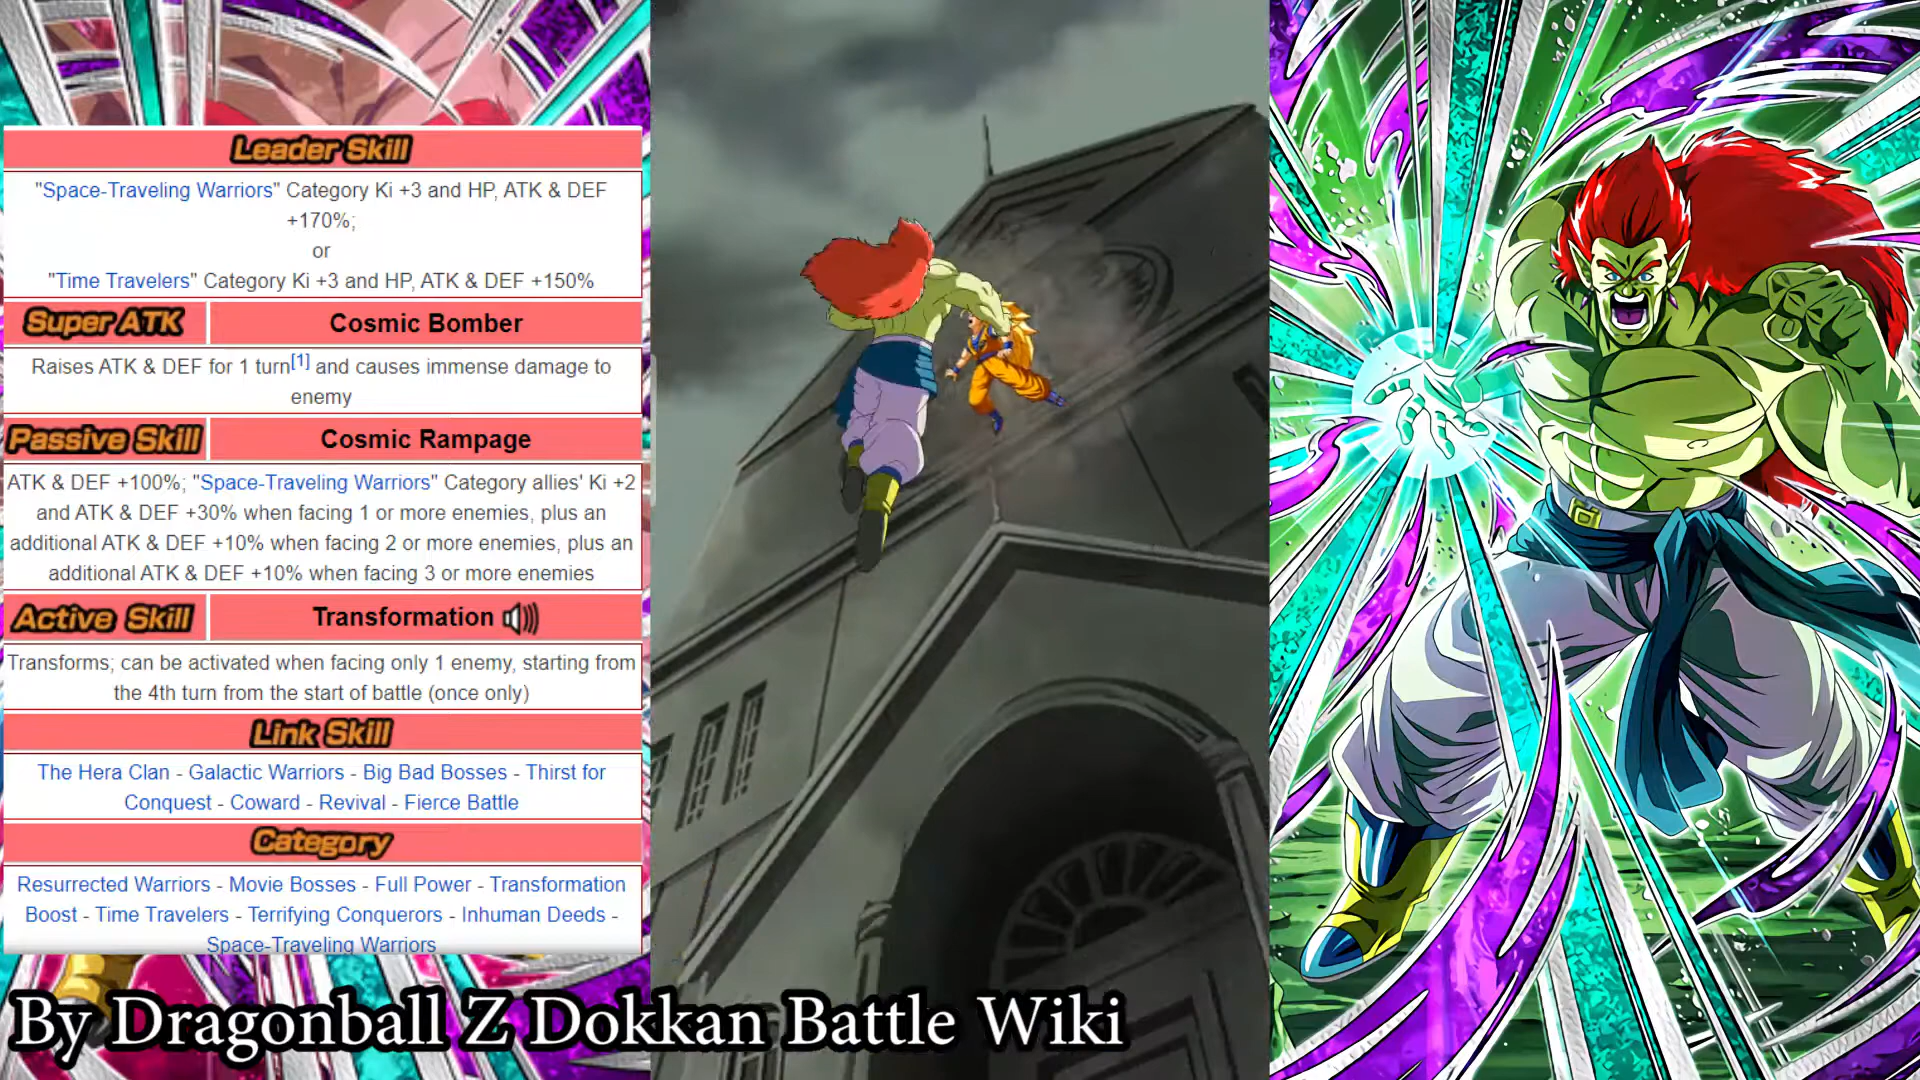 Leader Skill
"Space-Traveling Warriors" Category Ki +3 and HP, ATK & DEF
+170%;
or
"Time Travelers" Category Ki +3 and HP, ATK & DEF +150%
Super ATK
Cosmic Bomber
Raises ATK & DEF for 1 turn[1] and causes immense damage to
enemy
Passive Skill
Cosmic Rampage
ATK & DEF +100%; "Space-Traveling Warriors" Category allies' Ki +2
and ATK & DEF +30% when facing 1 or more enemies, plus an
additional ATK & DEF +10% when facing 2 or more enemies, plus an
additional ATK & DEF +10% when facing 3 or more enemies
Active Skill
Transformation
Transforms; can be activated when facing only 1 enemy, starting from
the 4th turn from the start of battle (once only)
Link Skill
The Hera Clan - Galactic Warriors - Big Bad Bosses - Thirst for
Conquest - Coward - Revival - Fierce Battle
Category
Resurrected Warriors - Movie Bosses - Full Power - Transformation
Boost - Time Travelers - Terrifying Conquerors - Inhuman Deeds -
Space-Traveling Warriors
By Dragonball Z Dokkan Battle Wiki